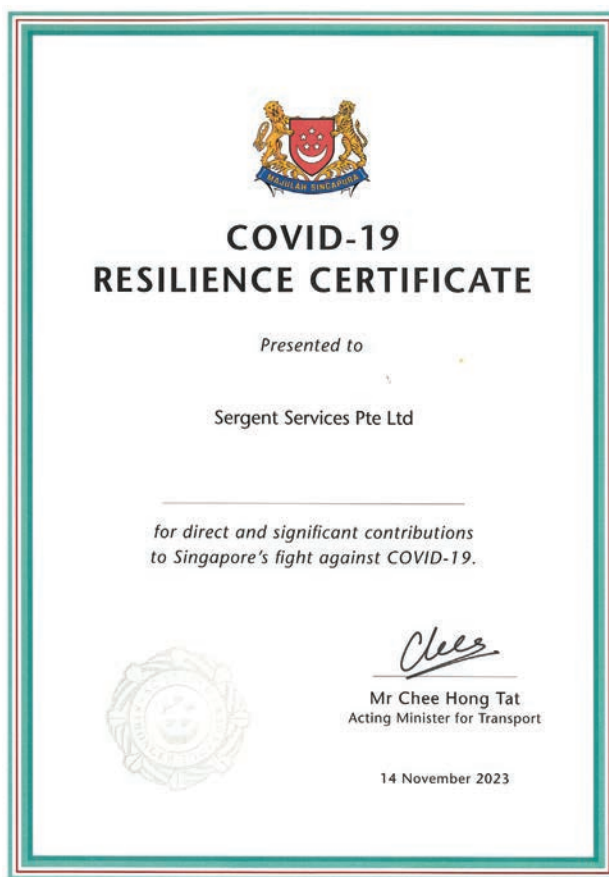 MAJULAH SINGAPURA
COVID-19
RESILIENCE CERTIFICATE
Presented to
Sergent Services Pte Ltd
for direct and significant contributions
to Singapore's fight against COVID-19.
Mr Chee Hong Tat
Acting Minister for Transport
14 November 2023